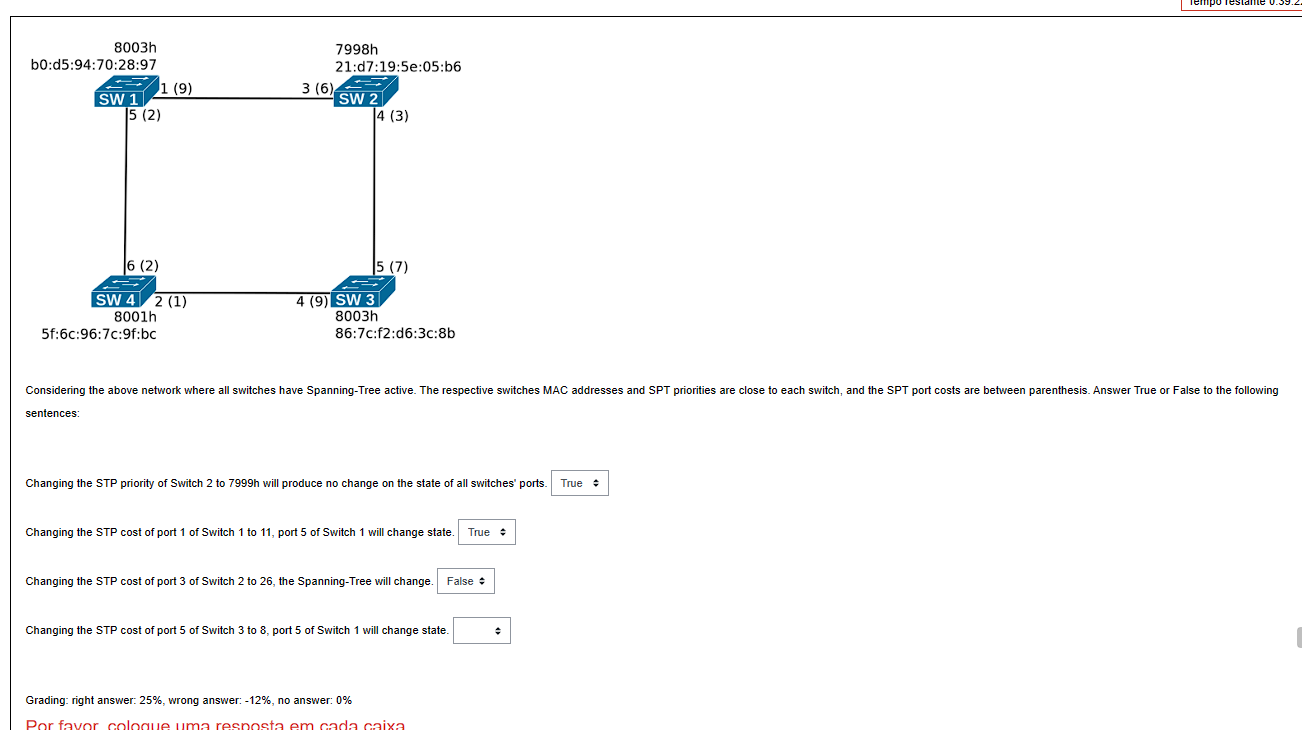 Tempo restante 0:39:2
8003h
b0:d5:94:70:28:97
7998h
21:d7:19:5e:05:b6
1 (9)
3 (6)
SW 1
SW 2
5 (2)
4 (3)
6 (2)
5 (7)
SW 4
2 (1)
4 (9)
SW 3
8001h
5f:6c:96:7c:9f:bc
8003h
86:7c:f2:d6:3c:8b
Considering the above network where all switches have Spanning-Tree active. The respective switches MAC addresses and SPT priorities are close to each switch, and the SPT port costs are between parenthesis. Answer True or False to the following
sentences:
Changing the STP priority of Switch 2 to 7999h will produce no change on the state of all switches' ports. True
Changing the STP cost of port 1 of Switch 1 to 11, port 5 of Switch 1 will change state. True
Changing the STP cost of port 3 of Switch 2 to 26, the Spanning-Tree will change. False
Changing the STP cost of port 5 of Switch 3 to 8, port 5 of Switch 1 will change state.
Grading: right answer: 25%, wrong answer: -12%, no answer: 0%
Por favor, coloque uma resposta em cada caixa